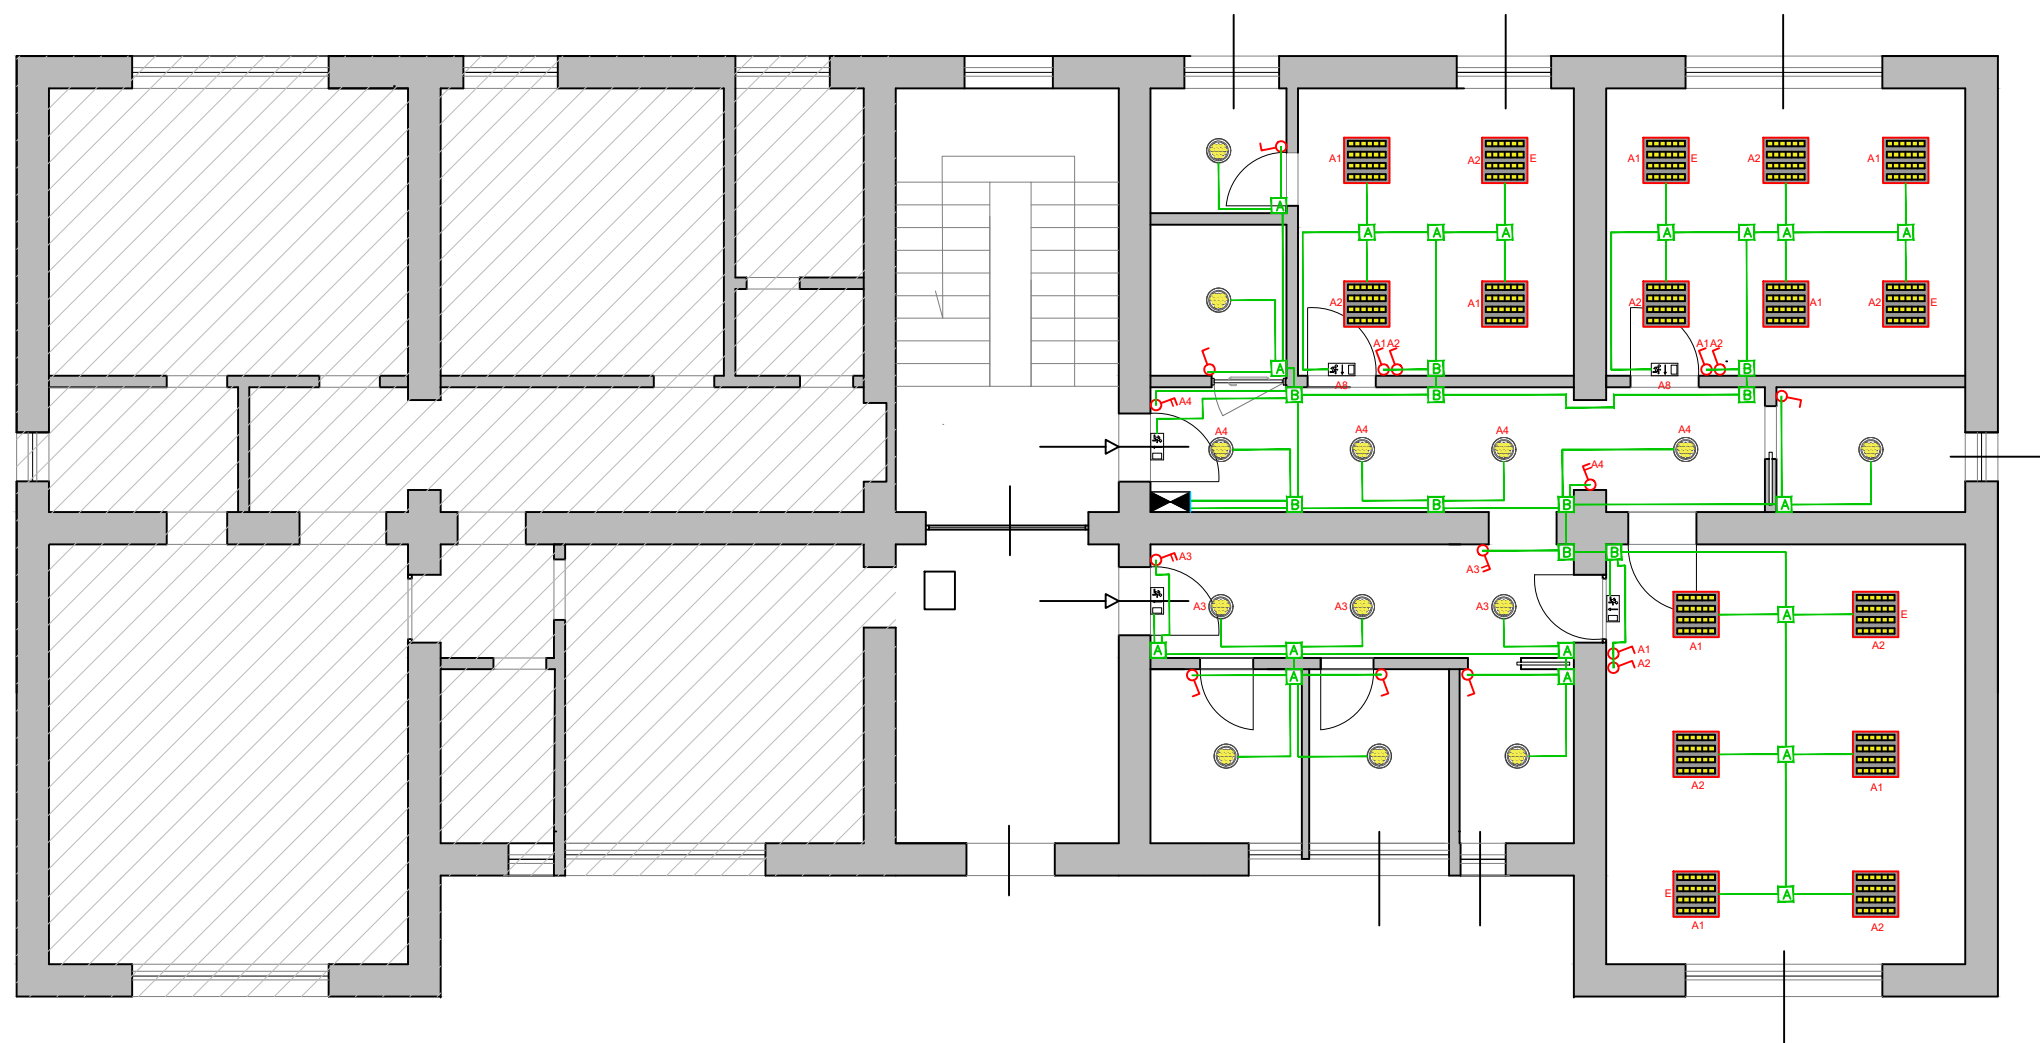 A1 A2 E A1 E A2 A1
A
A A A A A A A
A2 A1 A2 A1 A2 E
A1 A2 A1 A2
A B B
A8 A8
A4 B B B
A4 A4 A4 A4
A4
B B B A
A3 A3 B B
A3 A3 A3 A A E
A1 A2
A A A A1
A2
A A
A
A2 A1
E A
A1 A2